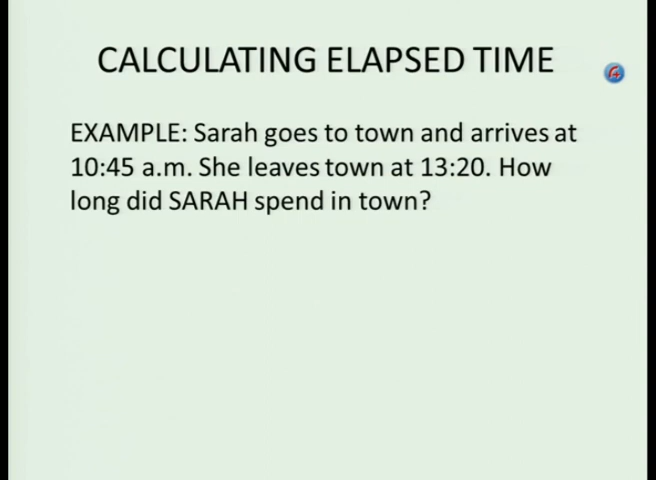 CALCULATING ELAPSED TIME
EXAMPLE: Sarah goes to town and arrives at
10:45 a.m. She leaves town at 13:20. How
long did SARAH spend in town?